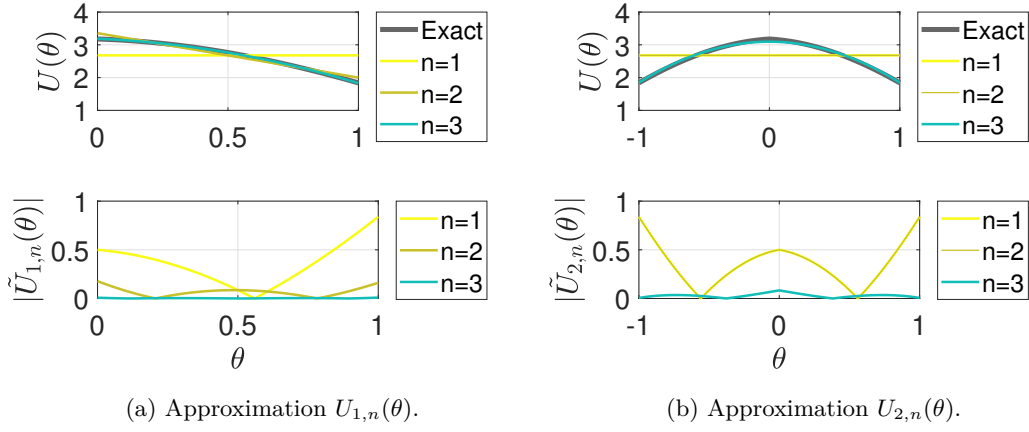 4
3
2
1
U(θ)
0
0.5
1
Exact
n=1
n=2
n=3
1
0.5
0
|Ũ₁,ₙ(θ)|
0
0.5
1
θ
n=1
n=2
n=3
(a) Approximation U₁,ₙ(θ).
4
3
2
1
U(θ)
-1
0
1
Exact
n=1
n=2
n=3
1
0.5
0
|Ũ₂,ₙ(θ)|
-1
0
1
θ
n=1
n=2
n=3
(b) Approximation U₂,ₙ(θ).